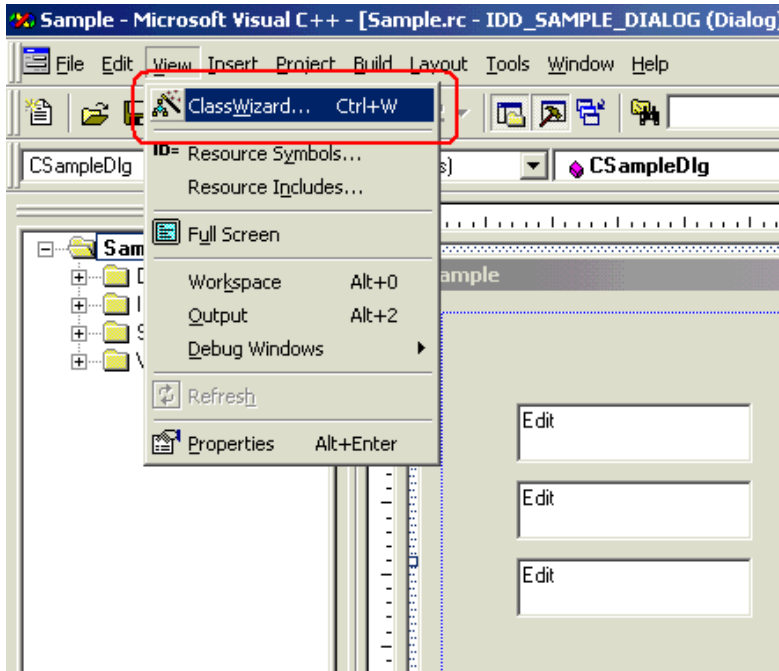 Sample - Microsoft Visual C++ - [Sample.rc - IDD_SAMPLE_DIALOG (Dialog)
File Edit View Insert Project Build Layout Tools Window Help
ClassWizard... Ctrl+W
CSampleDlg s) CSampleDlg
ID= Resource Symbols...
Resource Includes...
Full Screen
Sam
ample
Workspace Alt+0
Output Alt+2
Debug Windows
Refresh
Properties Alt+Enter
Edit
Edit
Edit